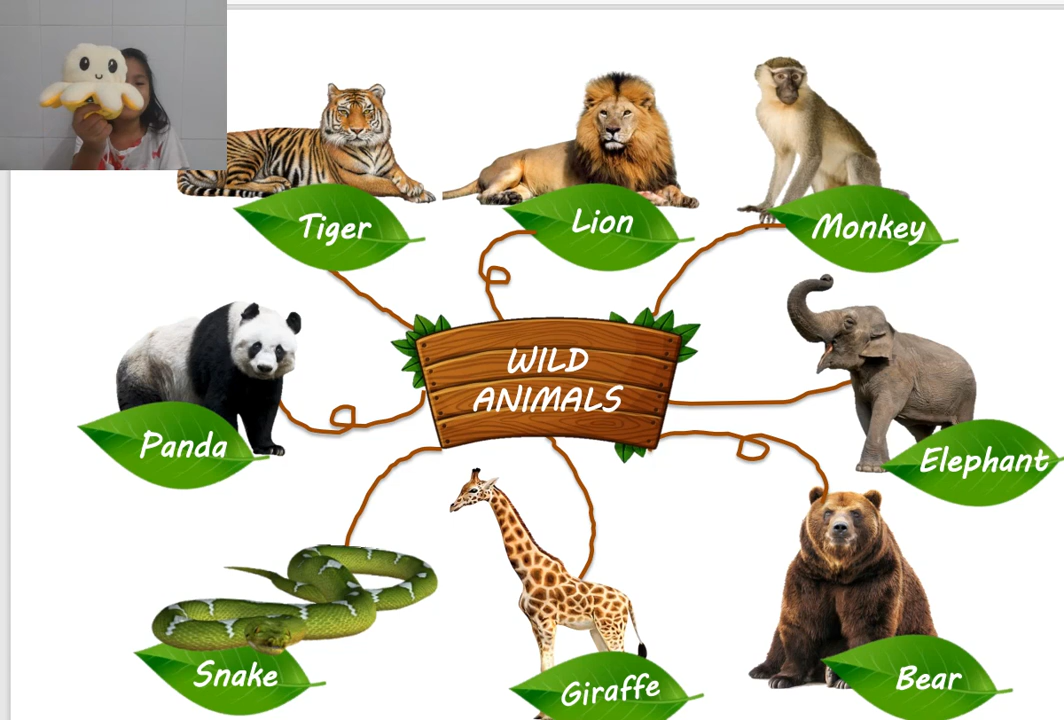 Tiger
Lion
Monkey
WILD
ANIMALS
Panda
Elephant
Snake
Giraffe
Bear